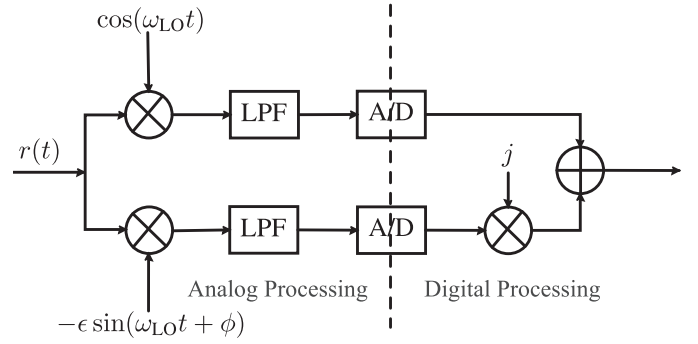 cos(ω_LO t)
LPF
A/D
r(t)
j
LPF
A/D
Analog Processing
Digital Processing
−ϵ sin(ω_LO t + ϕ)